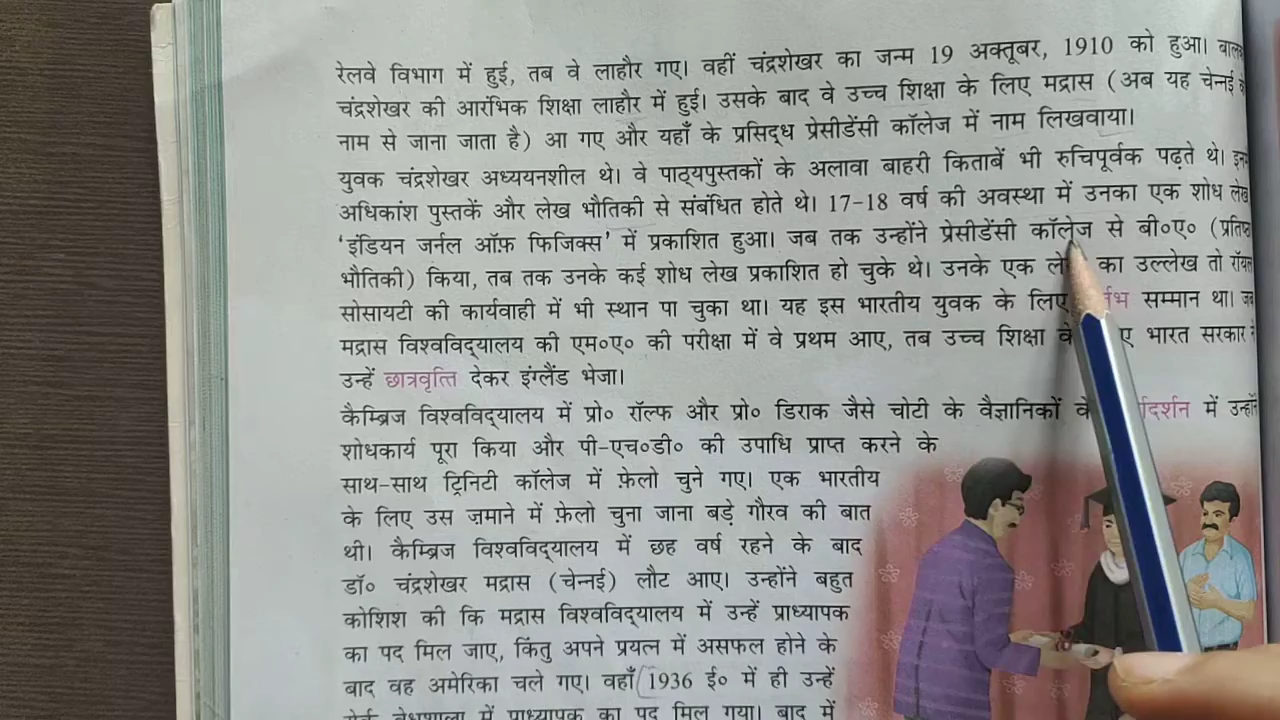 रेलवे विभाग में हुई, तब वे लाहौर गए। वहीं चंद्रशेखर का जन्म 19 अक्तूबर, 1910 को हुआ।
चंद्रशेखर की आरंभिक शिक्षा लाहौर में हुई। उसके बाद वे उच्च शिक्षा के लिए मद्रास (अब यह चेन्नई
नाम से जाना जाता है) आ गए और यहाँ के प्रसिद्ध प्रेसीडेंसी कॉलेज में नाम लिखवाया।
युवक चंद्रशेखर अध्ययनशील थे। वे पाठ्यपुस्तकों के अलावा बाहरी किताबें भी रुचिपूर्वक पढ़ते थे।
अधिकांश पुस्तकें और लेख भौतिकी से संबंधित होते थे। 17-18 वर्ष की अवस्था में उनका एक शोध लेख
‘इंडियन जर्नल ऑफ़ फिजिक्स’ में प्रकाशित हुआ। जब तक उन्होंने प्रेसीडेंसी कॉलेज से बी०ए०
भौतिकी) किया, तब तक उनके कई शोध लेख प्रकाशित हो चुके थे। उनके एक का उल्लेख तो
सोसायटी की कार्यवाही में भी स्थान पा चुका था। यह इस भारतीय युवक के लिए सम्मान था।
मद्रास विश्वविद्यालय की एम०ए० की परीक्षा में वे प्रथम आए, तब उच्च शिक्षा भारत सरकार
उन्हें छात्रवृत्ति देकर इंग्लैंड भेजा।
कैम्ब्रिज विश्वविद्यालय में प्रो० रॉल्फ और प्रो० डिराक जैसे चोटी के वैज्ञानिकों में
शोधकार्य पूरा किया और पी-एच०डी० की उपाधि प्राप्त करने के
साथ-साथ ट्रिनिटी कॉलेज में फ़ेलो चुने गए। एक भारतीय
के लिए उस ज़माने में फ़ेलो चुना जाना बड़े गौरव की बात
थी। कैम्ब्रिज विश्वविद्यालय में छह वर्ष रहने के बाद
डॉ० चंद्रशेखर मद्रास (चेन्नई) लौट आए। उन्होंने बहुत
कोशिश की कि मद्रास विश्वविद्यालय में उन्हें प्राध्यापक
का पद मिल जाए, किंतु अपने प्रयत्न में असफल होने के
बाद वह अमेरिका चले गए। वहाँ 1936 ई० में ही उन्हें
में प्राध्यापक का पद मिल गया। बाद में